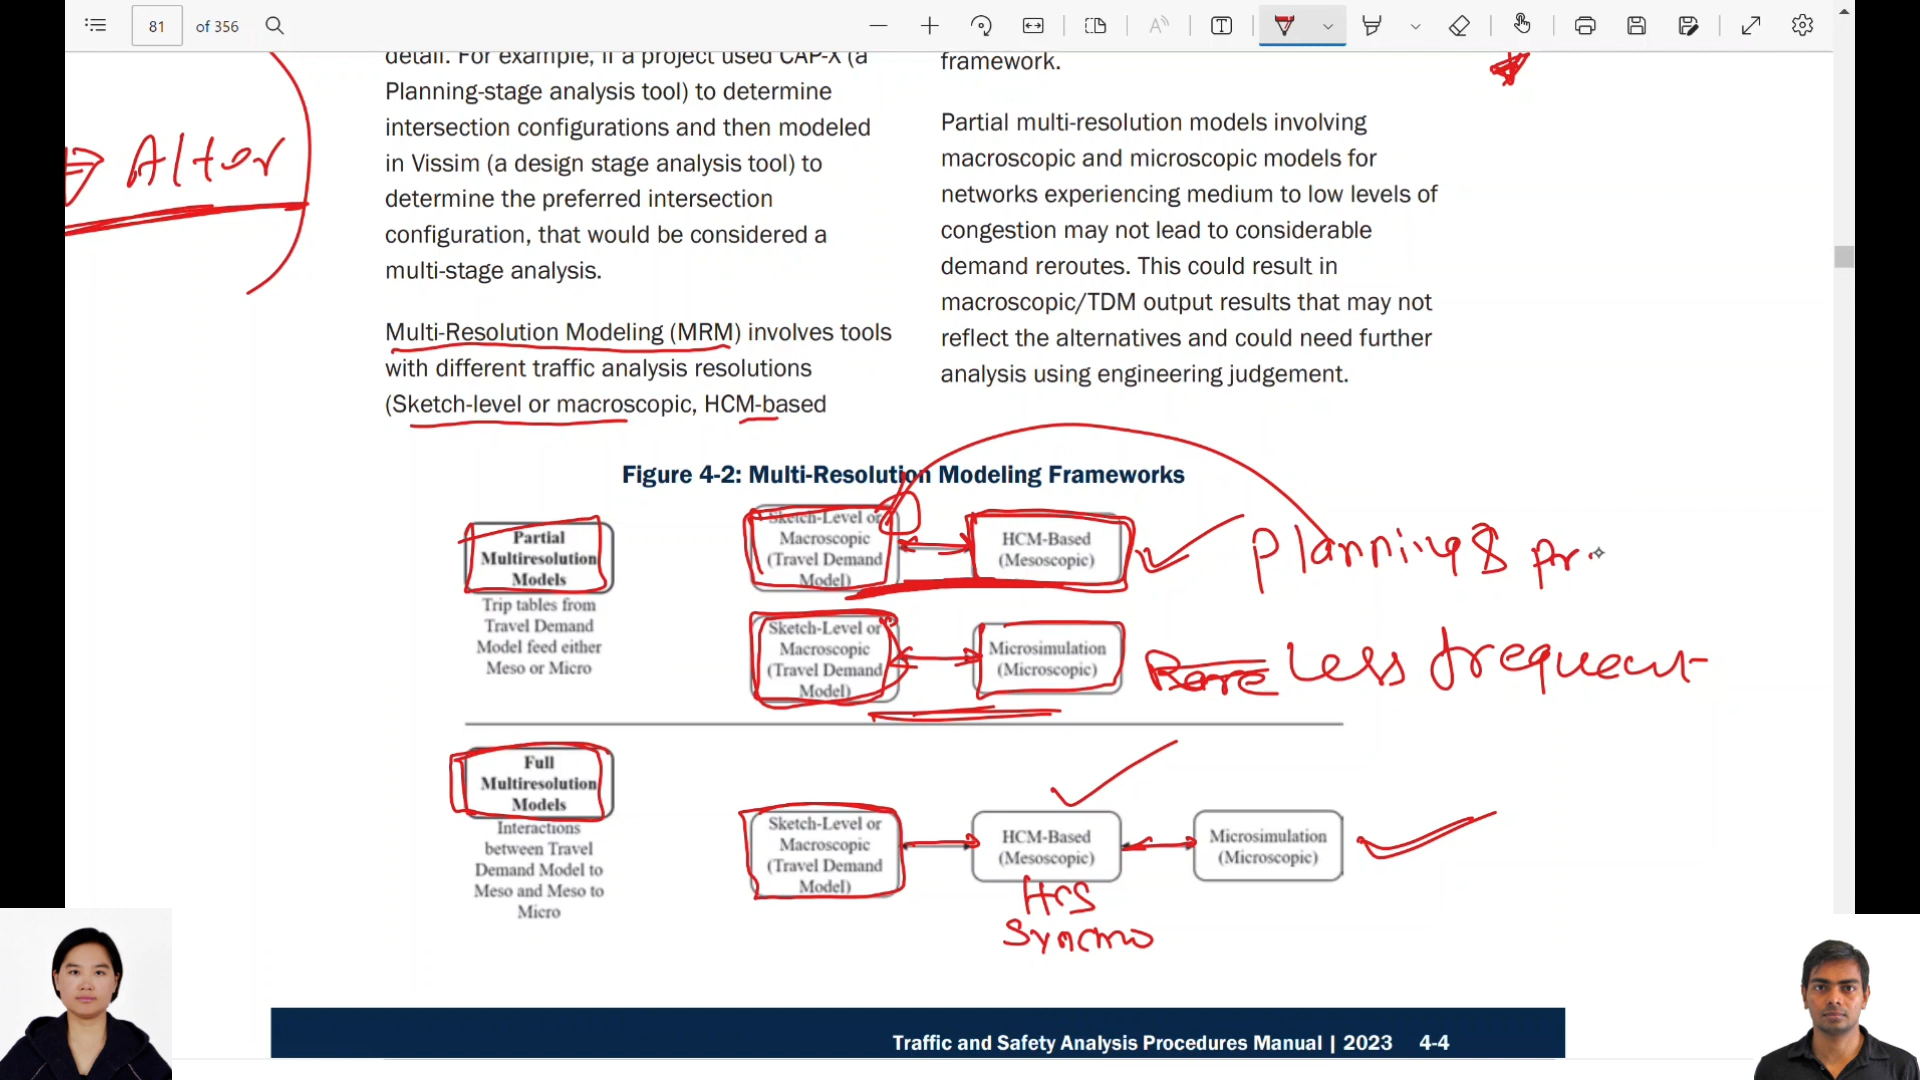 81 of 356
detail. For example, if a project used CAP-X (a
Planning-stage analysis tool) to determine
intersection configurations and then modeled
in Vissim (a design stage analysis tool) to
determine the preferred intersection
configuration, that would be considered a
multi-stage analysis.
Multi-Resolution Modeling (MRM) involves tools
with different traffic analysis resolutions
(Sketch-level or macroscopic, HCM-based
framework.
Partial multi-resolution models involving
macroscopic and microscopic models for
networks experiencing medium to low levels of
congestion may not lead to considerable
demand reroutes. This could result in
macroscopic/TDM output results that may not
reflect the alternatives and could need further
analysis using engineering judgement.
⇒ Alter
Figure 4-2: Multi-Resolution Modeling Frameworks
Partial
Multiresolution
Models
Trip tables from
Travel Demand
Model feed either
Meso or Micro
Sketch-Level or
Macroscopic
(Travel Demand
Model)
HCM-Based
(Mesoscopic)
Planning & pr
Sketch-Level or
Macroscopic
(Travel Demand
Model)
Microsimulation
(Microscopic)
Rare Less frequent
Full
Multiresolution
Models
Interactions
between Travel
Demand Model to
Meso and Meso to
Micro
Sketch-Level or
Macroscopic
(Travel Demand
Model)
HCM-Based
(Mesoscopic)
HCS
Syncrho
Microsimulation
(Microscopic)
Traffic and Safety Analysis Procedures Manual | 2023 4-4